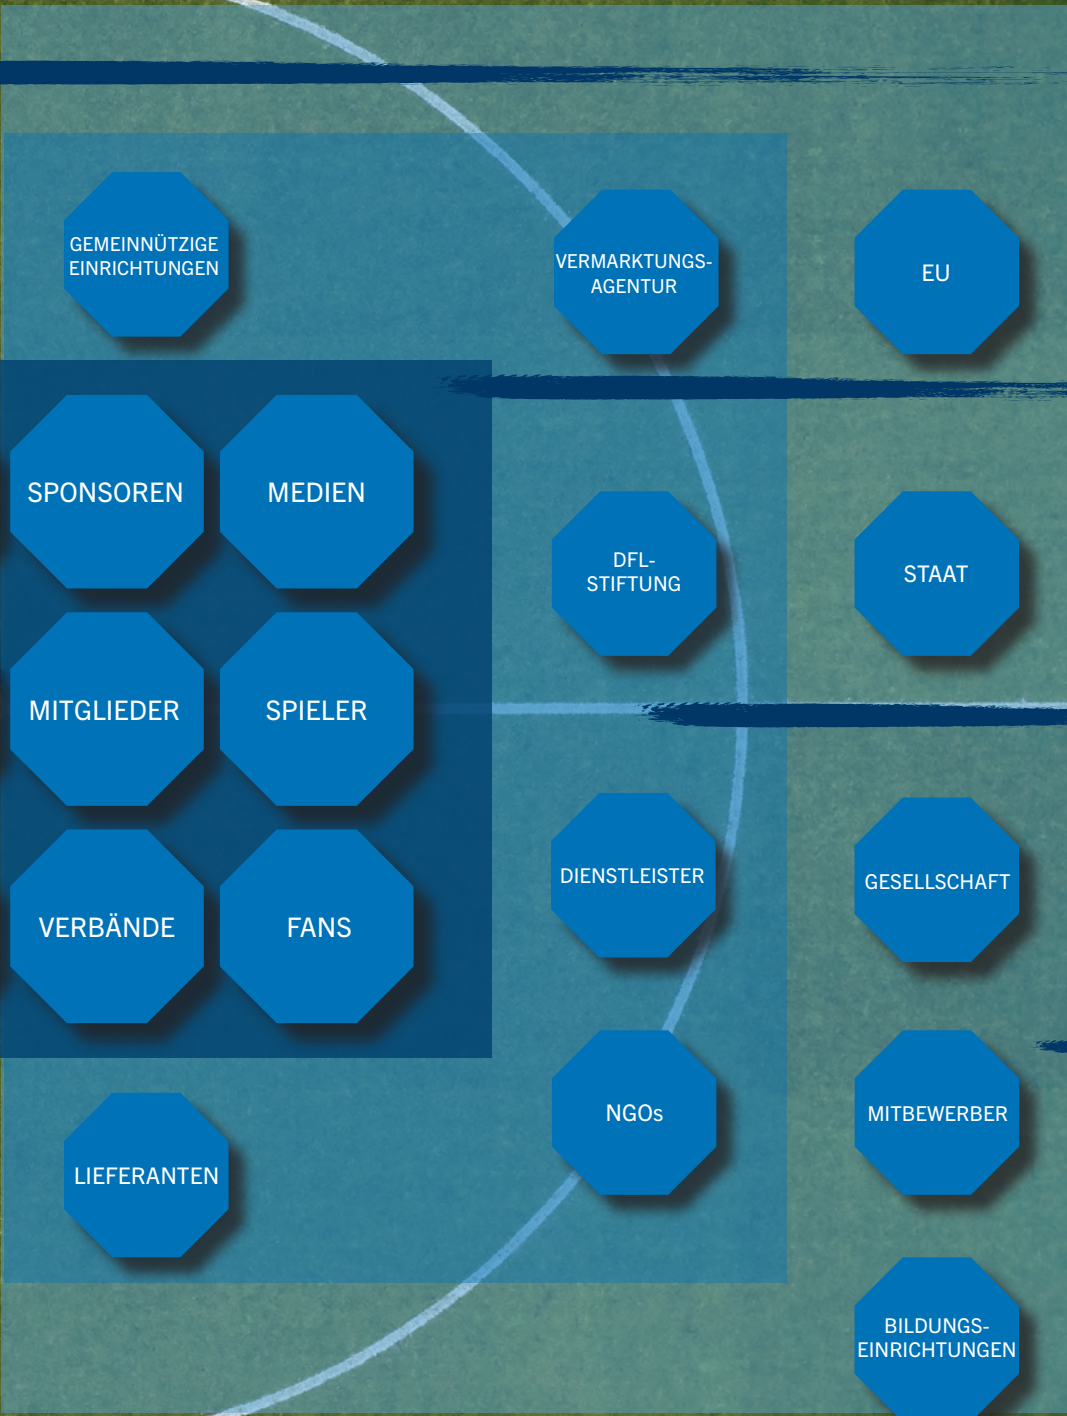 GEMEINNÜTZIGE
EINRICHTUNGEN
VERMARKTUNGS-
AGENTUR
EU
SPONSOREN
MEDIEN
DFL-
STIFTUNG
STAAT
MITGLIEDER
SPIELER
DIENSTLEISTER
GESELLSCHAFT
VERBÄNDE
FANS
NGOs
MITBEWERBER
LIEFERANTEN
BILDUNGS-
EINRICHTUNGEN